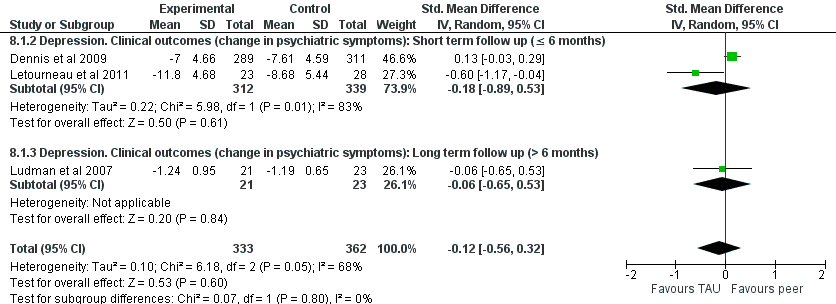 Experimental Control Std. Mean Difference Std. Mean Difference
Study or Subgroup Mean SD Total Mean SD Total Weight IV, Random, 95% CI IV, Random, 95% CI
8.1.2 Depression. Clinical outcomes (change in psychiatric symptoms): Short term follow up (≤ 6 months)
Dennis et al 2009 -7 4.66 289 -7.61 4.59 311 46.6% 0.13 [-0.03, 0.29]
Letourneau et al 2011 -11.8 4.68 23 -8.68 5.44 28 27.3% -0.60 [-1.17, -0.04]
Subtotal (95% CI) 312 339 73.9% -0.18 [-0.89, 0.53]
Heterogeneity: Tau² = 0.22; Chi² = 5.98, df = 1 (P = 0.01); I² = 83%
Test for overall effect: Z = 0.50 (P = 0.61)
8.1.3 Depression. Clinical outcomes (change in psychiatric symptoms): Long term follow up (> 6 months)
Ludman et al 2007 -1.24 0.95 21 -1.19 0.65 23 26.1% -0.06 [-0.65, 0.53]
Subtotal (95% CI) 21 23 26.1% -0.06 [-0.65, 0.53]
Heterogeneity: Not applicable
Test for overall effect: Z = 0.20 (P = 0.84)
Total (95% CI) 333 362 100.0% -0.12 [-0.56, 0.32]
Heterogeneity: Tau² = 0.10; Chi² = 6.18, df = 2 (P = 0.05); I² = 68%
Test for overall effect: Z = 0.53 (P = 0.60)
Test for subgroup differences: Chi² = 0.07, df = 1 (P = 0.80), I² = 0%
-2 -1 0 1 2
Favours TAU Favours peer